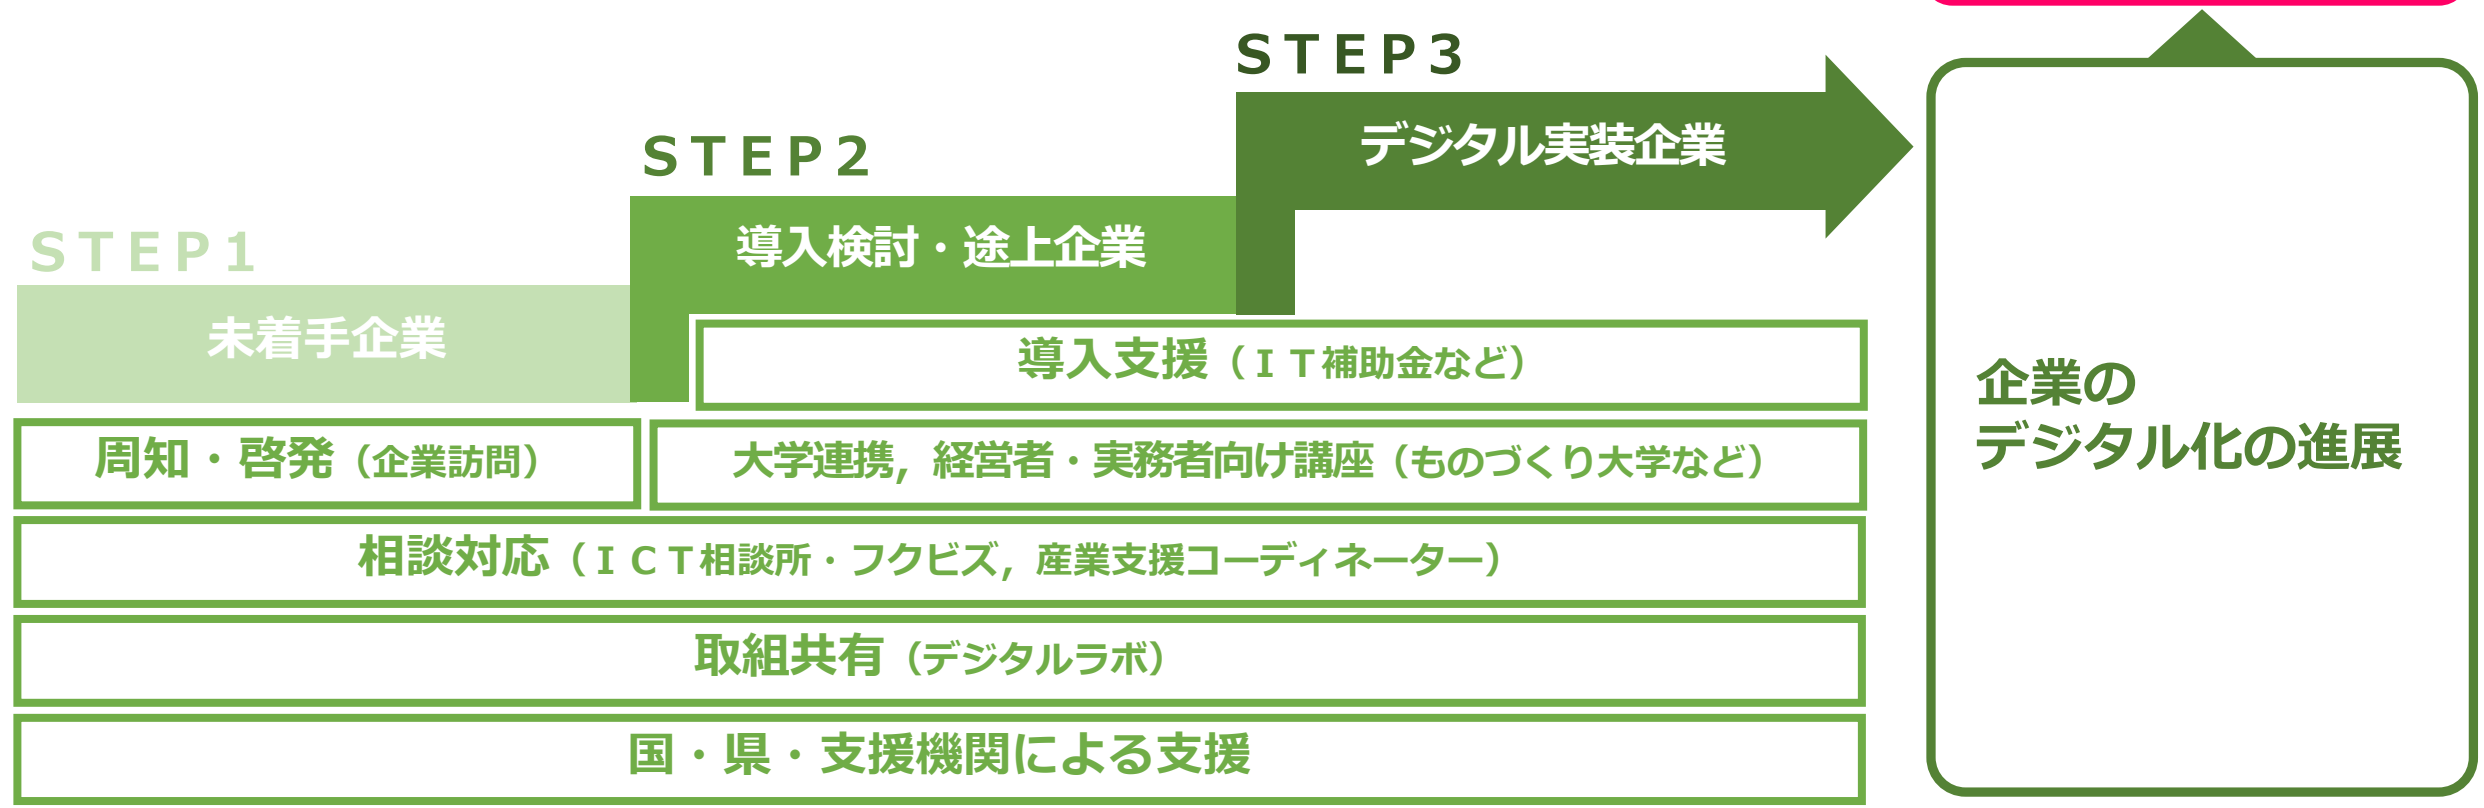 ＳＴＥＰ１
未着手企業
ＳＴＥＰ２
導入検討・途上企業
ＳＴＥＰ３
デジタル実装企業
導入支援（ＩＴ補助金など）
周知・啓発（企業訪問）
大学連携，経営者・実務者向け講座（ものづくり大学など）
相談対応（ＩＣＴ相談所・フクビズ，産業支援コーディネーター）
取組共有（デジタルラボ）
国・県・支援機関による支援
企業の
デジタル化の進展